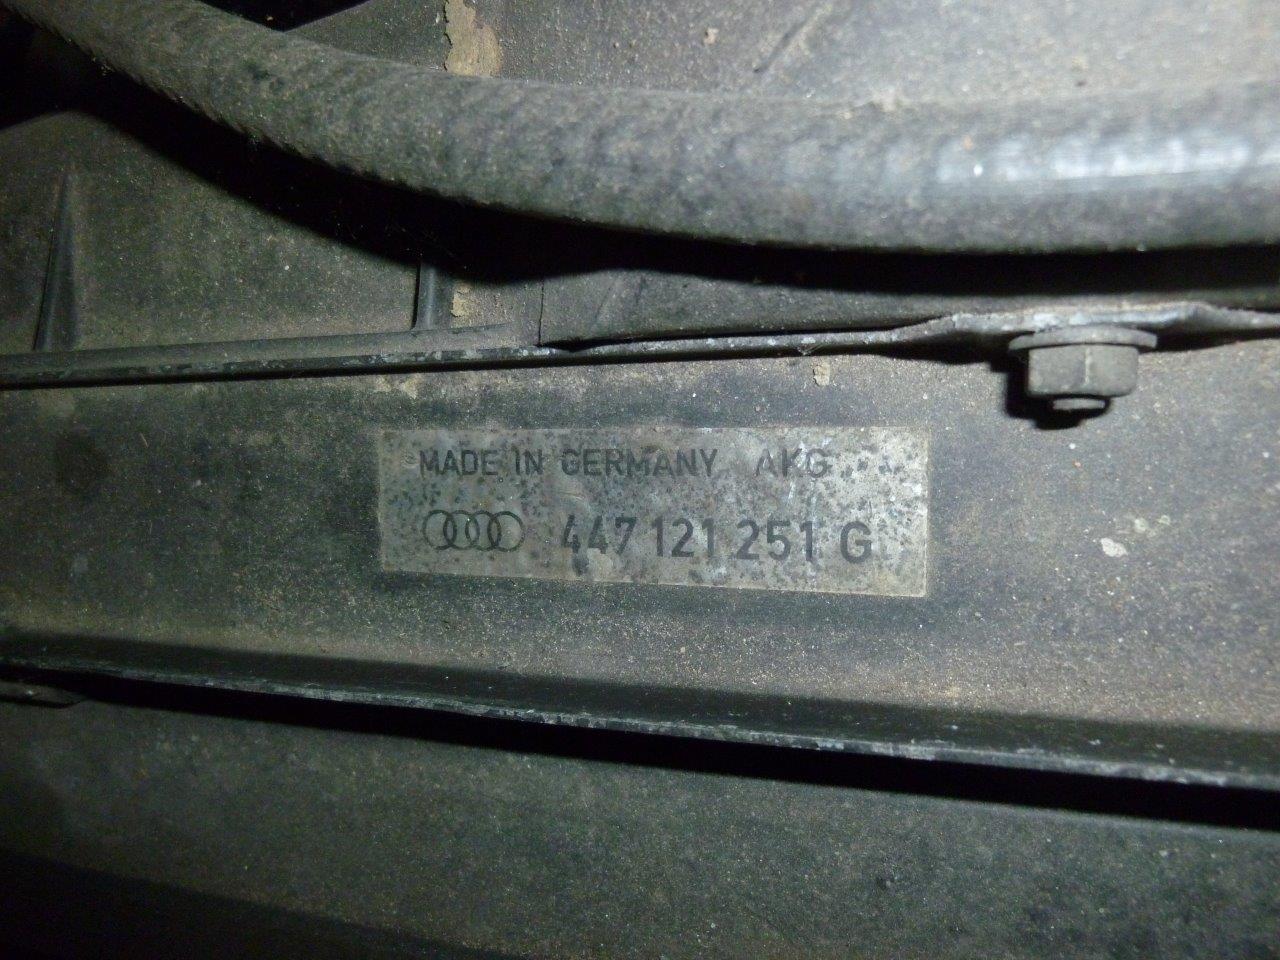 MADE IN GERMANY AKG
447 121 251 G